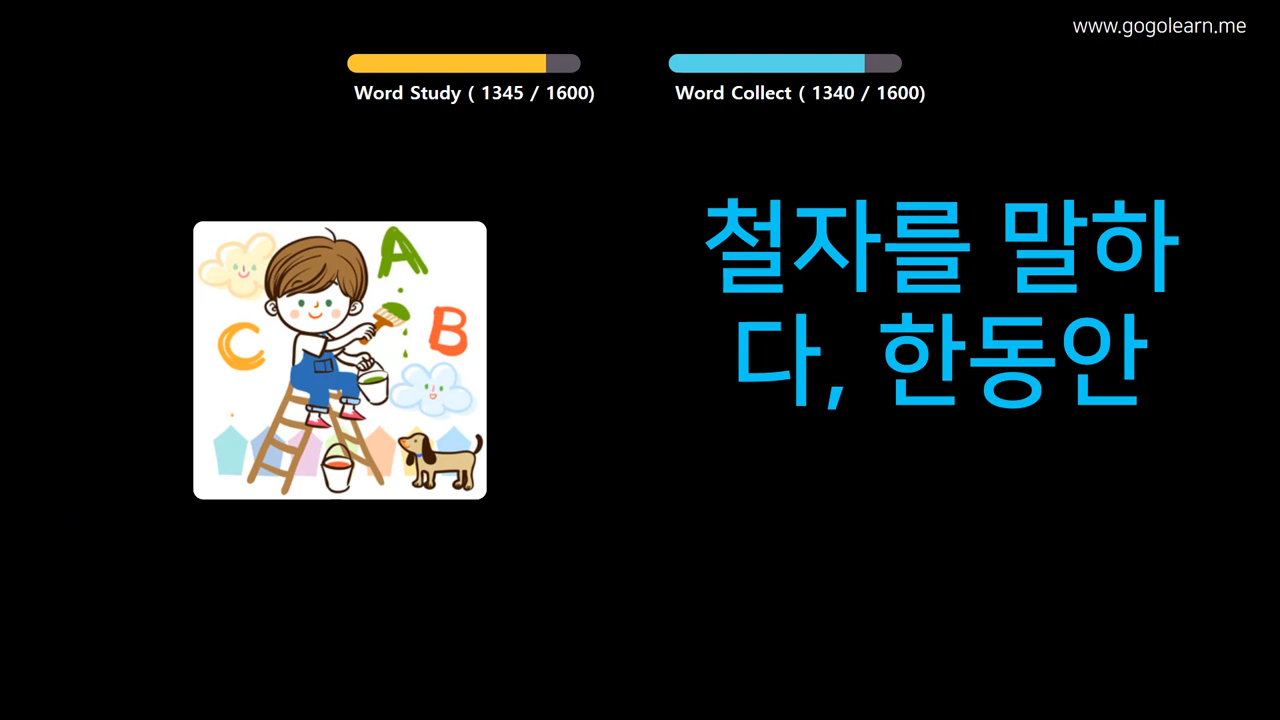 www.gogolearn.me
Word Study ( 1345 / 1600)
Word Collect ( 1340 / 1600)
A
B
C
철자를 말하
다, 한동안